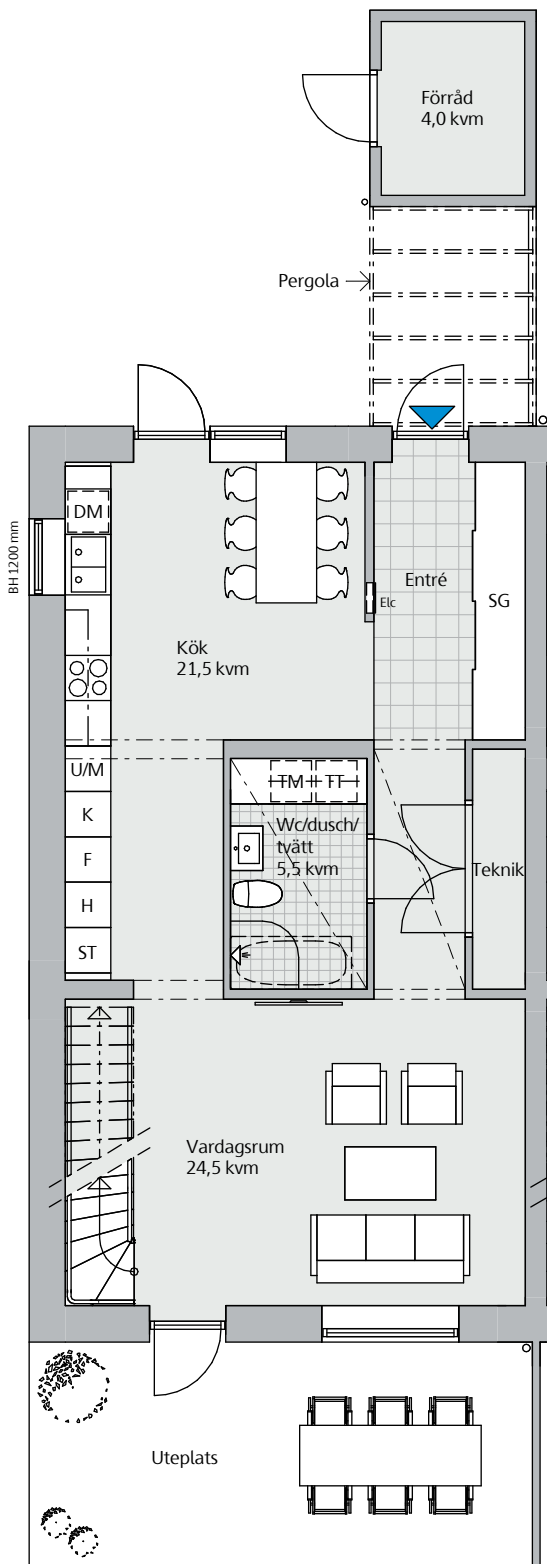 Förråd
4,0 kvm
Pergola
DM
BH 1200 mm
Entré
Elc
SG
Kök
21,5 kvm
U/M
TM
TT
K
Wc/dusch/
tvätt
5,5 kvm
F
Teknik
H
ST
Vardagsrum
24,5 kvm
Uteplats